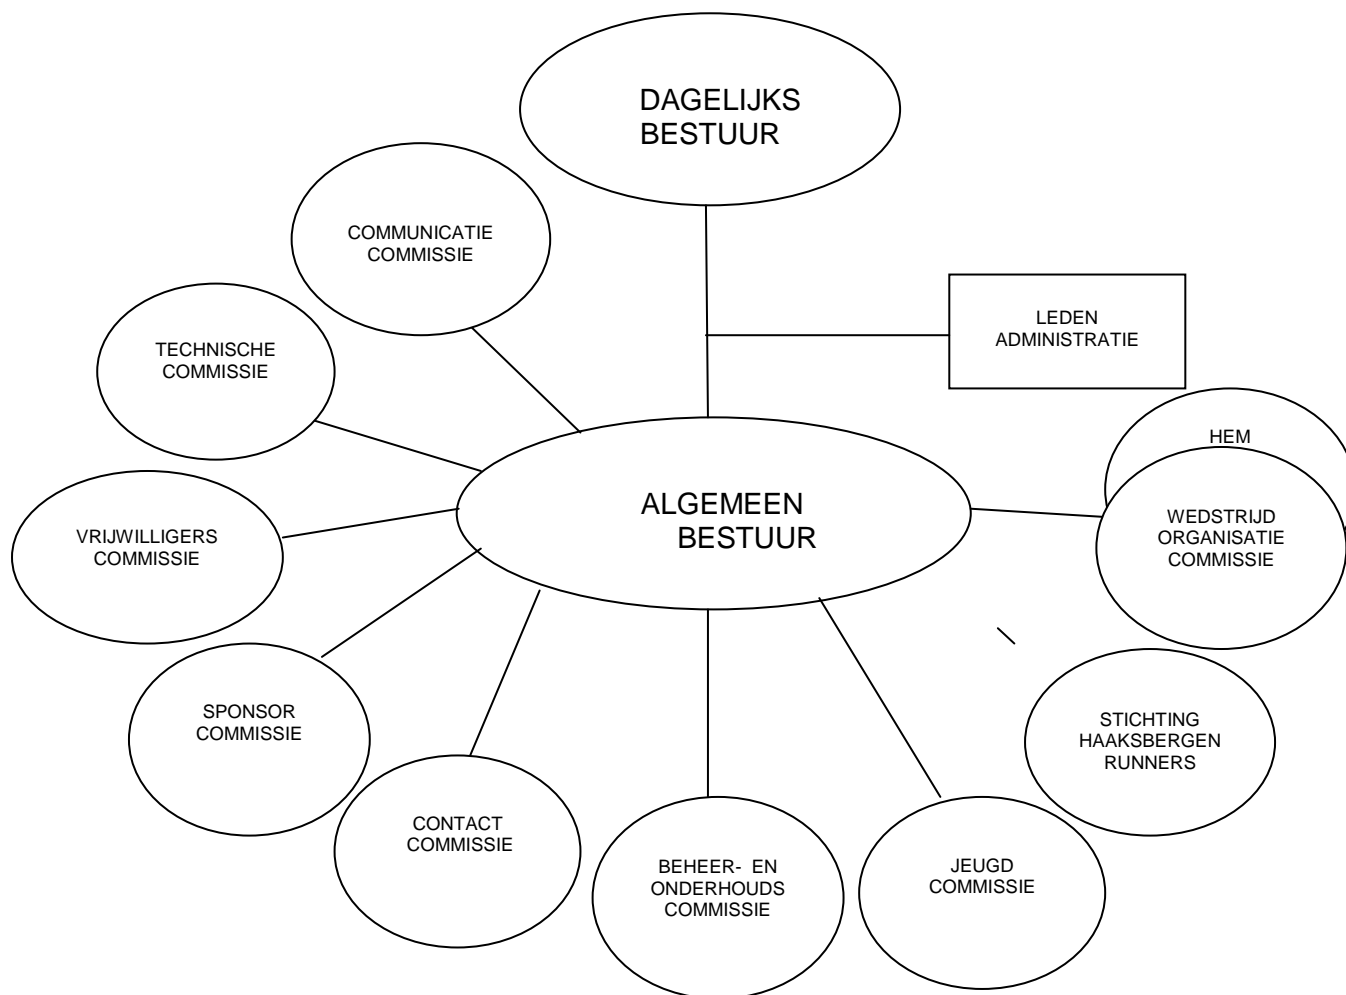 DAGELIJKS
BESTUUR
COMMUNICATIE
COMMISSIE
LEDEN
ADMINISTRATIE
TECHNISCHE
COMMISSIE
HEM
ALGEMEEN
BESTUUR
WEDSTRIJD
ORGANISATIE
COMMISSIE
VRIJWILLIGERS
COMMISSIE
SPONSOR
COMMISSIE
STICHTING
HAAKSBERGEN
RUNNERS
CONTACT
COMMISSIE
BEHEER- EN
ONDERHOUDS
COMMISSIE
JEUGD
COMMISSIE